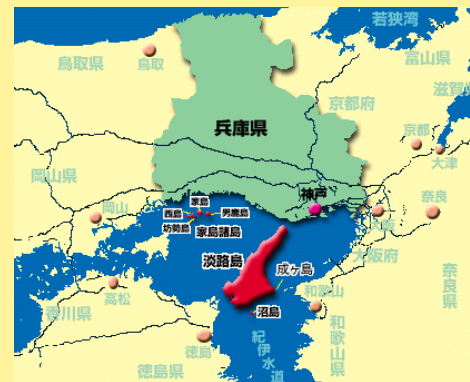 若狭湾
鳥取県
鳥取
富山県
滋賀県
京都府
兵庫県
京都
大津
岡山県
家島
神戸
西島
男鹿島
岡山
坊勢島
家島諸島
大阪
奈良
大阪府
淡路島
成ヶ島
奈良県
高松
和歌山
香川県
沼島
徳島
紀伊水道
和歌山県
徳島県